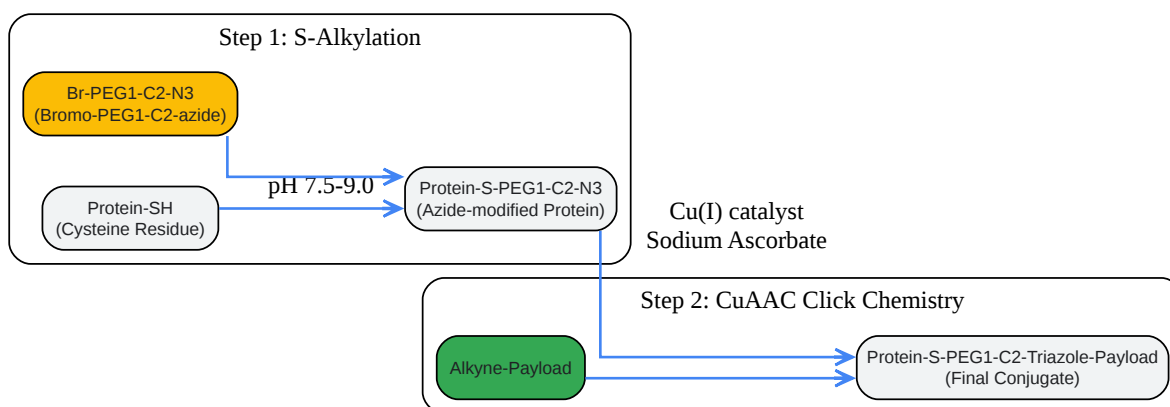 Step 1: S-Alkylation
Br-PEG1-C2-N3
(Bromo-PEG1-C2-azide)
pH 7.5-9.0
Protein-SH
(Cysteine Residue)
Protein-S-PEG1-C2-N3
(Azide-modified Protein)
Cu(I) catalyst
Sodium Ascorbate
Step 2: CuAAC Click Chemistry
Alkyne-Payload
Protein-S-PEG1-C2-Triazole-Payload
(Final Conjugate)